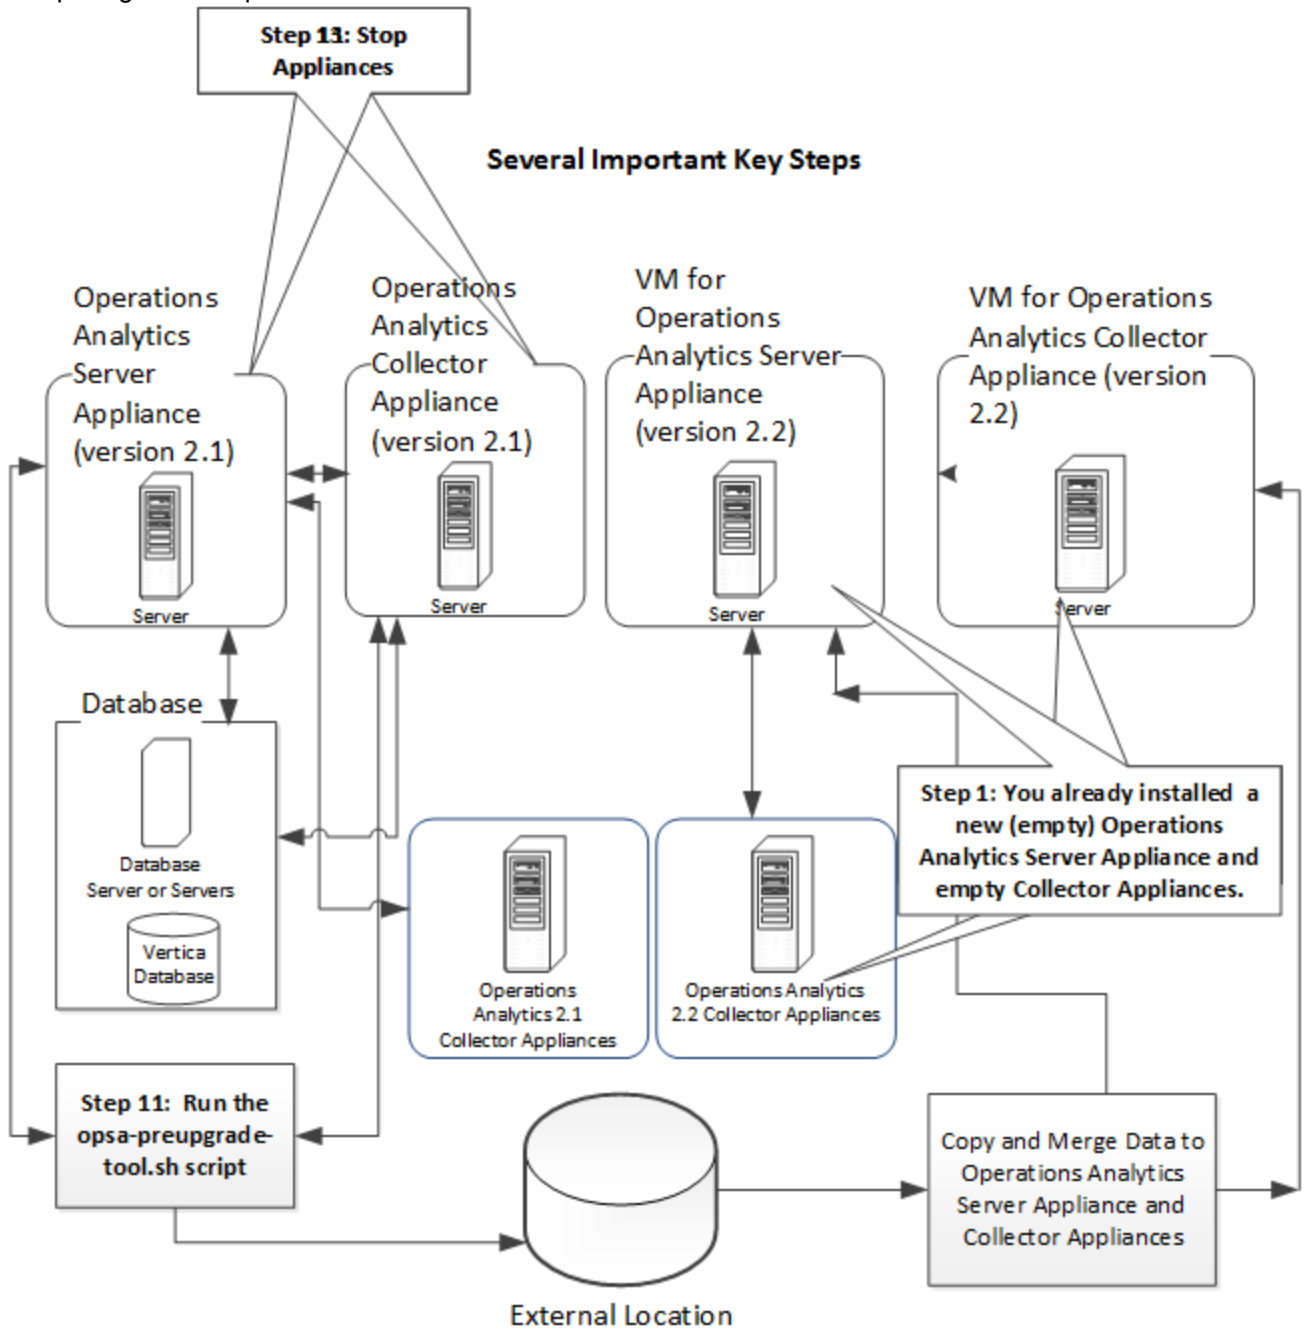 Step 13: Stop
Appliances
Several Important Key Steps
Operations
Analytics
Server
Appliance
(version 2.1)
Server
Operations
Analytics
Collector
Appliance
(version 2.1)
Server
VM for
Operations
Analytics Server
Appliance
(version 2.2)
Server
VM for Operations
Analytics Collector
Appliance (version
2.2)
Server
Database
Database
Server or Servers
Vertica
Database
Operations
Analytics 2.1
Collector Appliances
Operations Analytics
2.2 Collector Appliances
Step 1: You already installed a
new (empty) Operations
Analytics Server Appliance and
empty Collector Appliances.
Step 11: Run the
opsa-preupgrade-
tool.sh script
External Location
Copy and Merge Data to
Operations Analytics
Server Appliance and
Collector Appliances